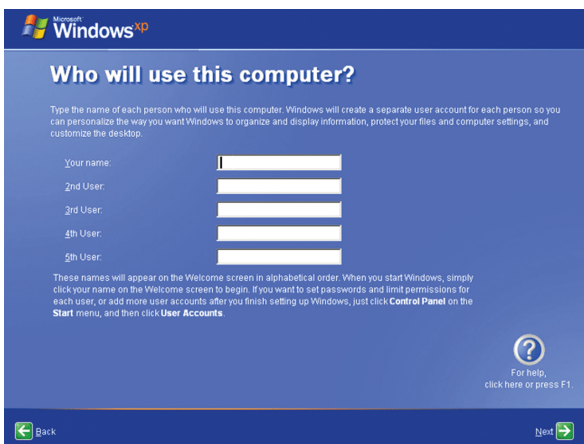 Microsoft
Windows xp
Who will use this computer?
Type the name of each person who will use this computer. Windows will create a separate user account for each person so you
can personalize the way you want Windows to organize and display information, protect your files and computer settings, and
customize the desktop.
Your name:
2nd User:
3rd User:
4th User:
5th User:
These names will appear on the Welcome screen in alphabetical order. When you start Windows, simply
click your name on the Welcome screen to begin. If you want to set passwords and limit permissions for
each user, or add more user accounts after you finish setting up Windows, just click Control Panel on the
Start menu, and then click User Accounts.
?
For help,
click here or press F1.
Back
Next